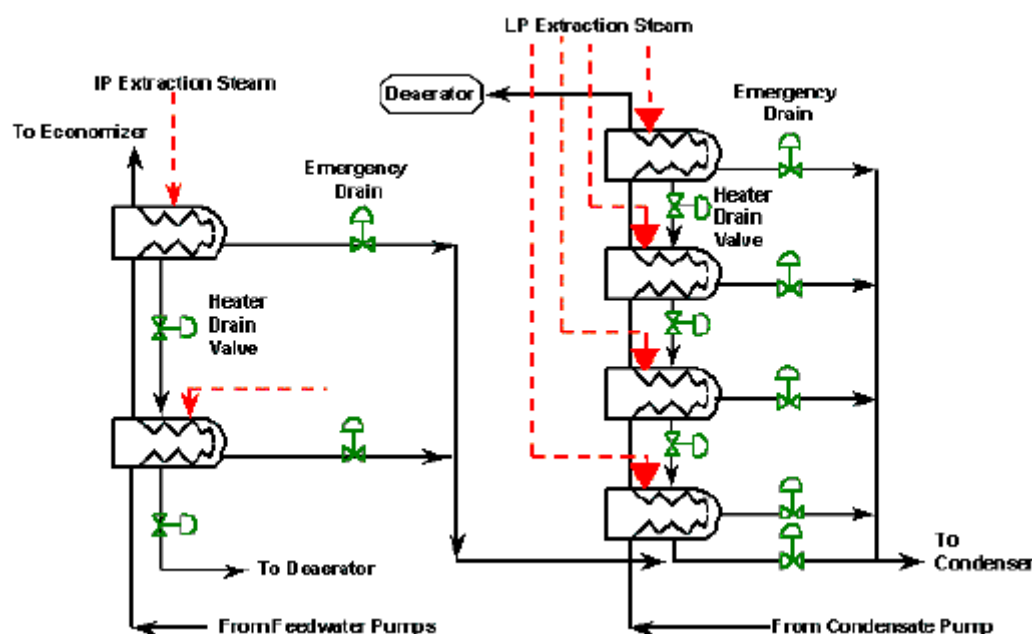 LP Extraction Steam
IP Extraction Steam
Deaerator
Emergency
Drain
To Economizer
Emergency
Drain
Heater
Drain
Valve
Heater
Drain
Valve
To Deaerator
To
Condenser
From Feedwater Pumps
From Condensate Pump